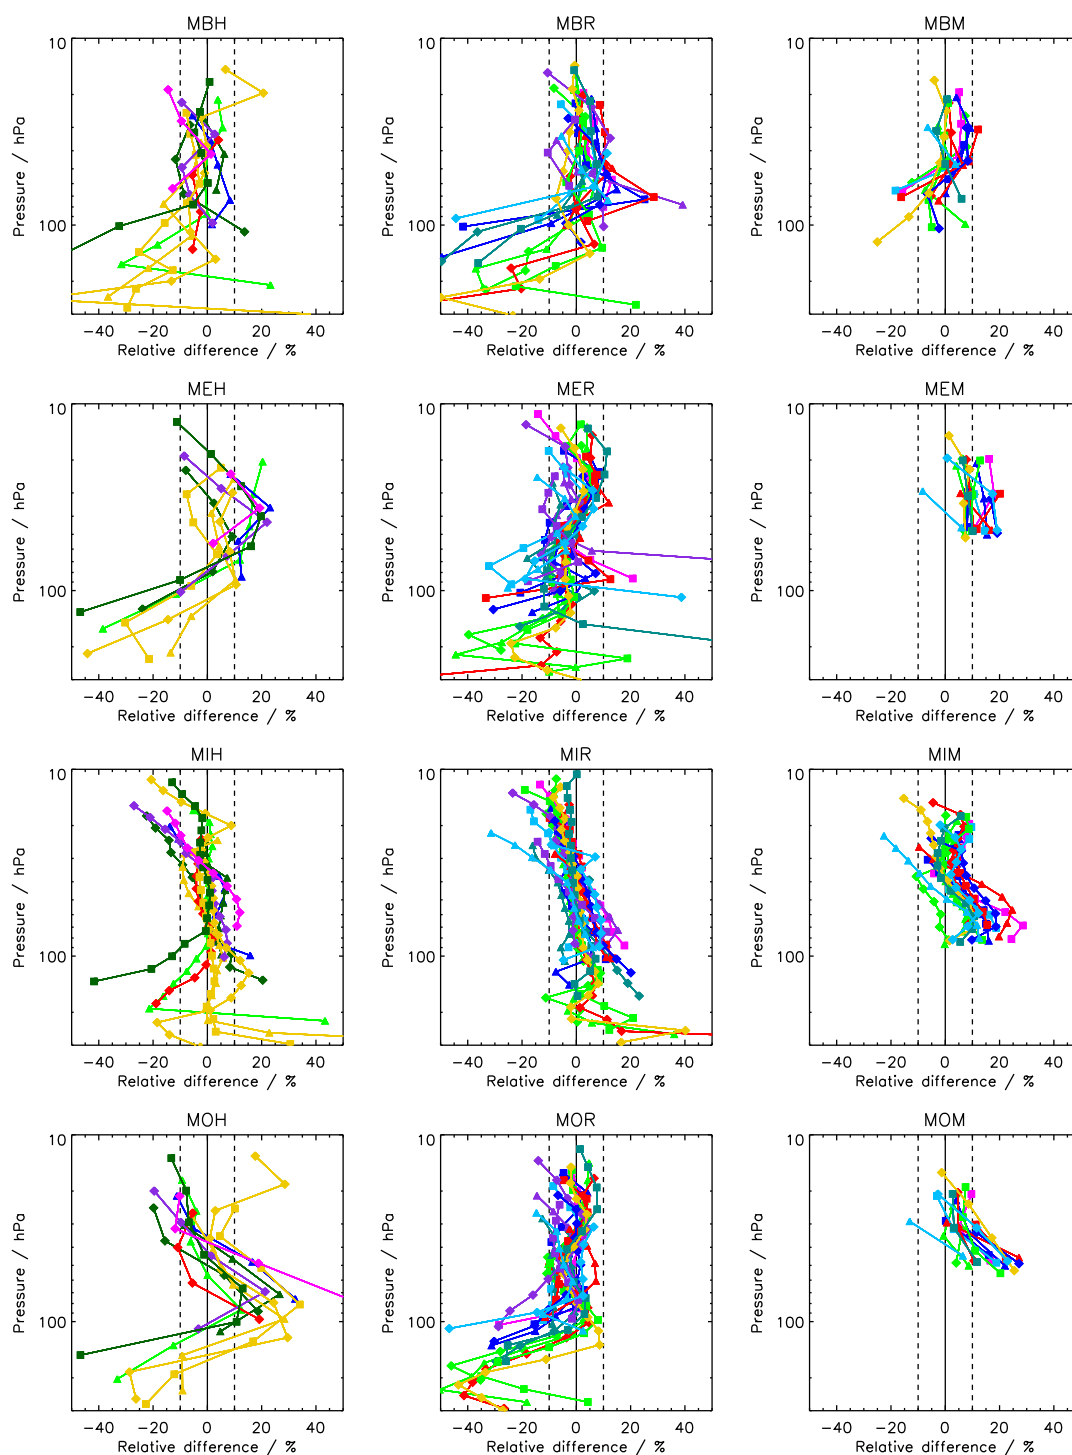 MBH MBR MBM
10 10 10
Pressure / hPa Pressure / hPa Pressure / hPa
100 100 100
−40 −20 0 20 40 −40 −20 0 20 40 −40 −20 0 20 40
Relative difference / % Relative difference / % Relative difference / %
MEH MER MEM
10 10 10
Pressure / hPa Pressure / hPa Pressure / hPa
100 100 100
−40 −20 0 20 40 −40 −20 0 20 40 −40 −20 0 20 40
Relative difference / % Relative difference / % Relative difference / %
MIH MIR MIM
10 10 10
Pressure / hPa Pressure / hPa Pressure / hPa
100 100 100
−40 −20 0 20 40 −40 −20 0 20 40 −40 −20 0 20 40
Relative difference / % Relative difference / % Relative difference / %
MOH MOR MOM
10 10 10
Pressure / hPa Pressure / hPa Pressure / hPa
100 100 100
−40 −20 0 20 40 −40 −20 0 20 40 −40 −20 0 20 40
Relative difference / % Relative difference / % Relative difference / %